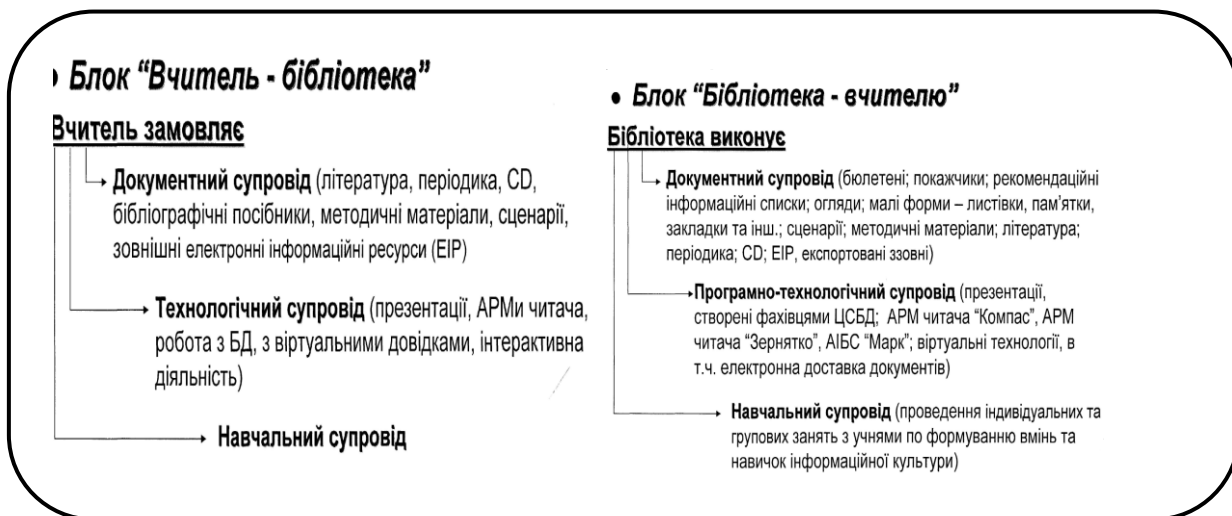 • Блок “Вчитель - бібліотека”
Вчитель замовляє
Документний супровід (література, періодика, CD,
бібліографічні посібники, методичні матеріали, сценарії,
зовнішні електронні інформаційні ресурси (ЕІР)
Технологічний супровід (презентації, АРМи читача,
робота з БД, з віртуальними довідками, інтерактивна
діяльність)
Навчальний супровід
• Блок “Бібліотека - вчителю”
Бібліотека виконує
Документний супровід (бюлетені; покажчики; рекомендаційні
інформаційні списки; огляди; малі форми – листівки, пам’ятки,
закладки та інш.; сценарії; методичні матеріали; література;
періодика; CD; ЕІР, експортовані ззовні)
Програмно-технологічний супровід (презентації,
створені фахівцями ЦСБД; АРМ читача “Компас”, АРМ
читача “Зернятко”, АІБС “Марк”; віртуальні технології, в
т.ч. електронна доставка документів)
Навчальний супровід (проведення індивідуальних та
групових занять з учнями по формуванню вмінь та
навичок інформаційної культури)